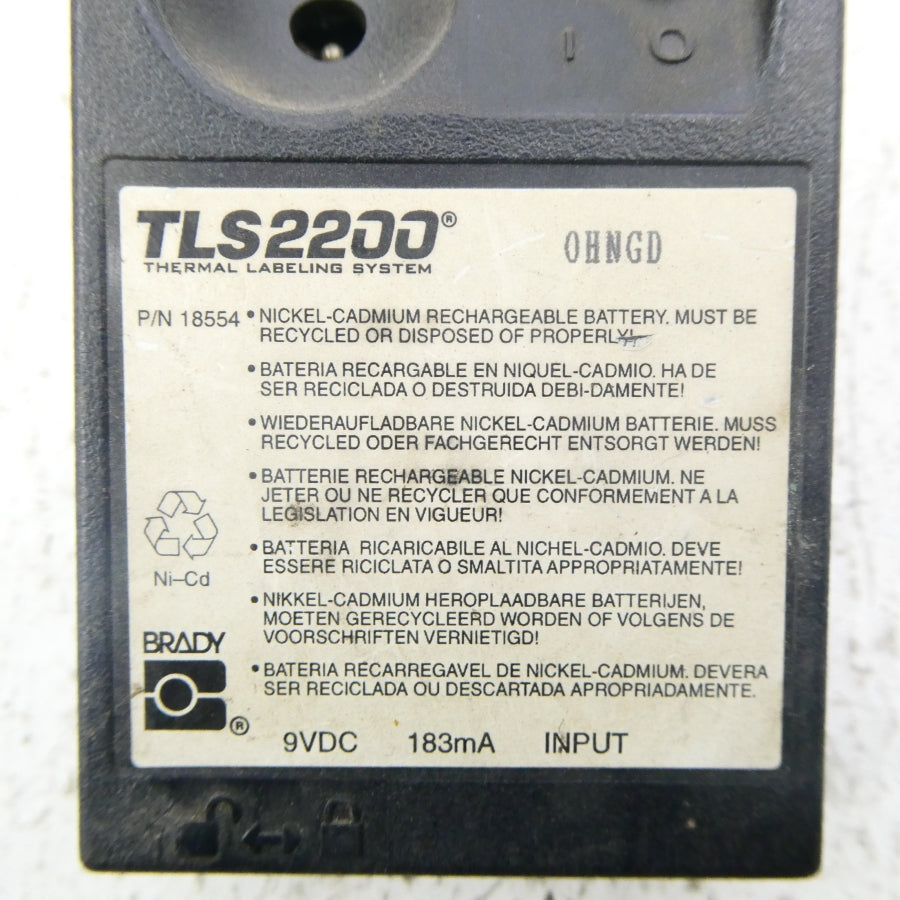 I O
TLS2200®
THERMAL LABELING SYSTEM
0HNGD
P/N 18554
• NICKEL-CADMIUM RECHARGEABLE BATTERY. MUST BE
RECYCLED OR DISPOSED OF PROPERLY!
• BATERIA RECARGABLE EN NIQUEL-CADMIO. HA DE
SER RECICLADA O DESTRUIDA DEBI-DAMENTE!
• WIEDERAUFLADBARE NICKEL-CADMIUM BATTERIE. MUSS
RECYCLED ODER FACHGERECHT ENTSORGT WERDEN!
• BATTERIE RECHARGEABLE NICKEL-CADMIUM. NE
JETER OU NE RECYCLER QUE CONFORMEMENT A LA
LEGISLATION EN VIGUEUR!
• BATTERIA RICARICABILE AL NICHEL-CADMIO. DEVE
ESSERE RICICLATA O SMALTITA APPROPRIATAMENTE!
• NIKKEL-CADMIUM HEROPLAADBARE BATTERIJEN,
MOETEN GERECYCLEERD WORDEN OF VOLGENS DE
VOORSCHRIFTEN VERNIETIGD!
• BATERIA RECARREGAVEL DE NICKEL-CADMIUM. DEVERA
SER RECICLADA OU DESCARTADA APROPRIADAMENTE.
Ni–Cd
BRADY
®
9VDC 183mA INPUT